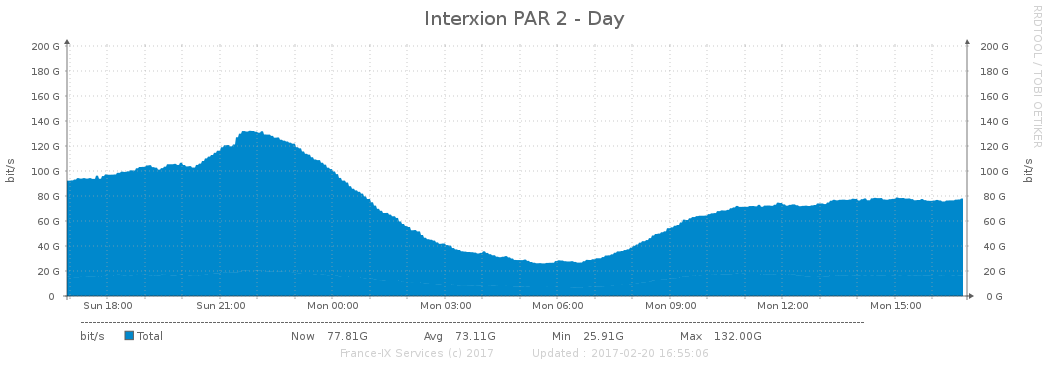 Interxion PAR 2 - Day
RRDTOOL / TOBI OETIKER
200 G 200 G
180 G 180 G
160 G 160 G
140 G 140 G
120 G 120 G
100 G 100 G
80 G 80 G
60 G 60 G
40 G 40 G
20 G 20 G
0 0 G
bit/s
bit/s
Sun 18:00 Sun 21:00 Mon 00:00 Mon 03:00 Mon 06:00 Mon 09:00 Mon 12:00 Mon 15:00
bit/s Total Now 77.81G Avg 73.11G Min 25.91G Max 132.00G
France-IX Services (c) 2017 Updated : 2017-02-20 16:55:06